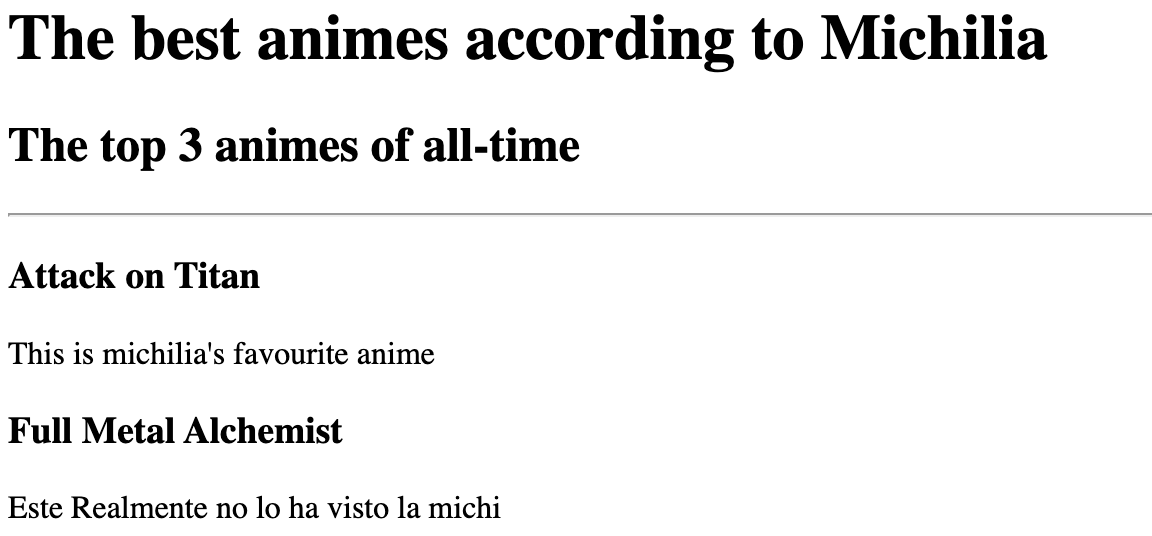 The best animes according to Michilia
The top 3 animes of all-time
Attack on Titan
This is michilia's favourite anime
Full Metal Alchemist
Este Realmente no lo ha visto la michi